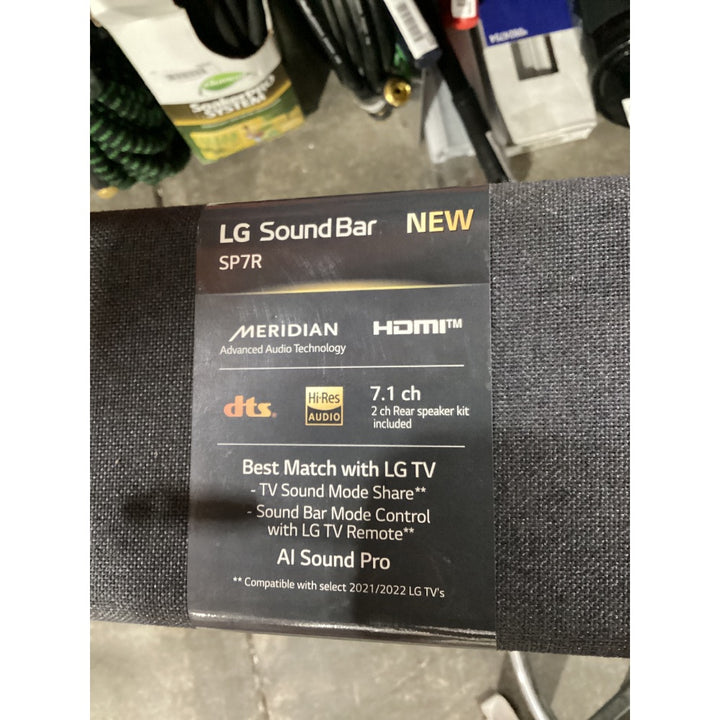 SoakerPRO
SYSTEM
LG Sound Bar NEW
SP7R
MERIDIAN HDMI™
Advanced Audio Technology
dts® Hi-Res
AUDIO
7.1 ch
2 ch Rear speaker kit
included
Best Match with LG TV
- TV Sound Mode Share**
- Sound Bar Mode Control
with LG TV Remote**
AI Sound Pro
** Compatible with select 2021/2022 LG TV's